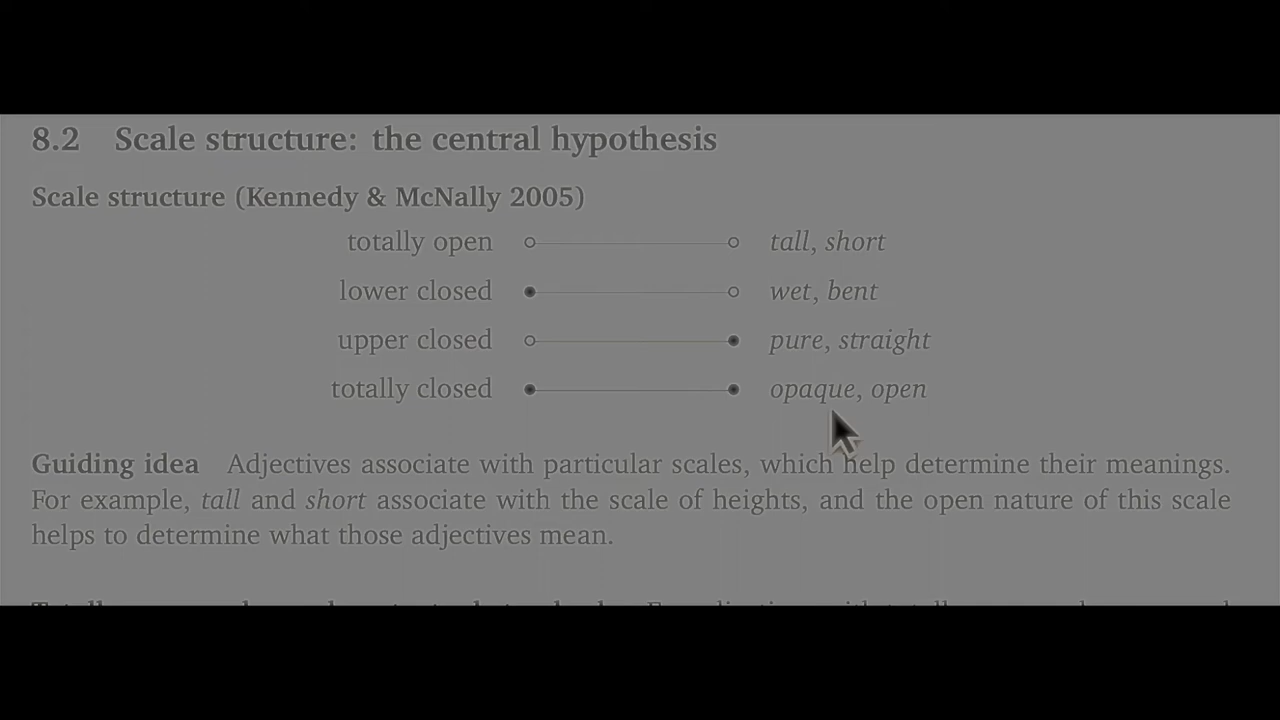 8.2 Scale structure: the central hypothesis
Scale structure (Kennedy & McNally 2005)
totally open tall, short
lower closed wet, bent
upper closed pure, straight
totally closed opaque, open
Guiding idea Adjectives associate with particular scales, which help determine their meanings.
For example, tall and short associate with the scale of heights, and the open nature of this scale
helps to determine what those adjectives mean.